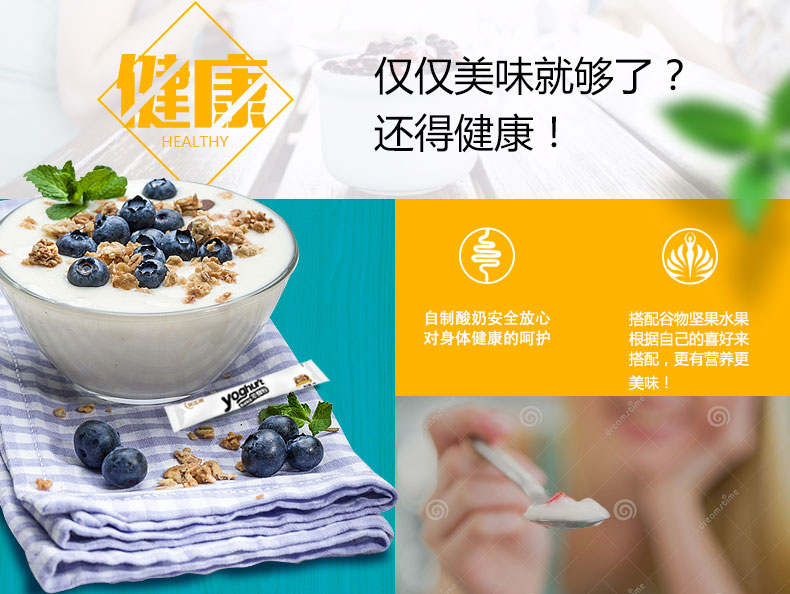 健康
HEALTHY
仅仅美味就够了？
还得健康！
自制酸奶安全放心
对身体健康的呵护
搭配谷物坚果水果
根据自己的喜好来
搭配，更有营养更
美味！
yoghurt
dreamstime
dreamstime